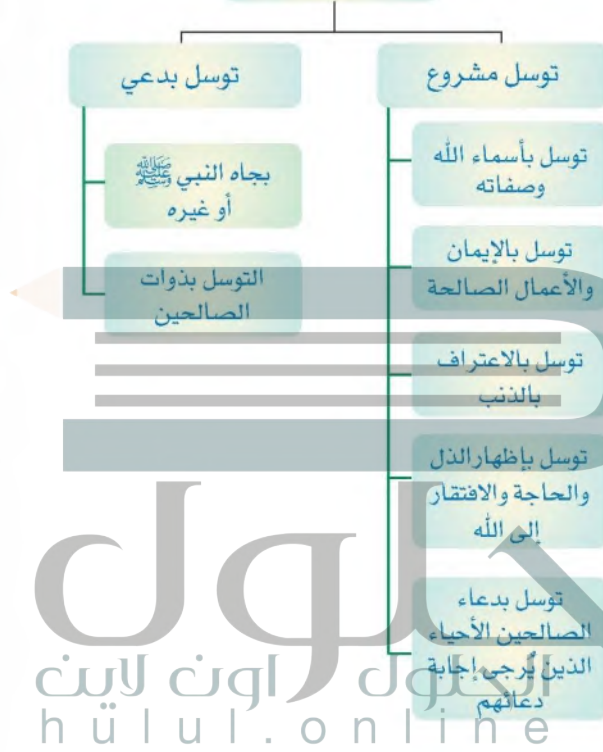 توسل مشروع
توسل بأسماء الله
وصفاته
توسل بالإيمان
والأعمال الصالحة
توسل بالاعتراف
بالذنب
توسل بإظهار الذل
والحاجة والافتقار
إلى الله
توسل بدعاء
الصالحين الأحياء
الذين يُرجى إجابة
دعائهم
توسل بدعي
بجاه النبي ﷺ
أو غيره
التوسل بذوات
الصالحين
حلول
الحلول اون لاين
hulul.online